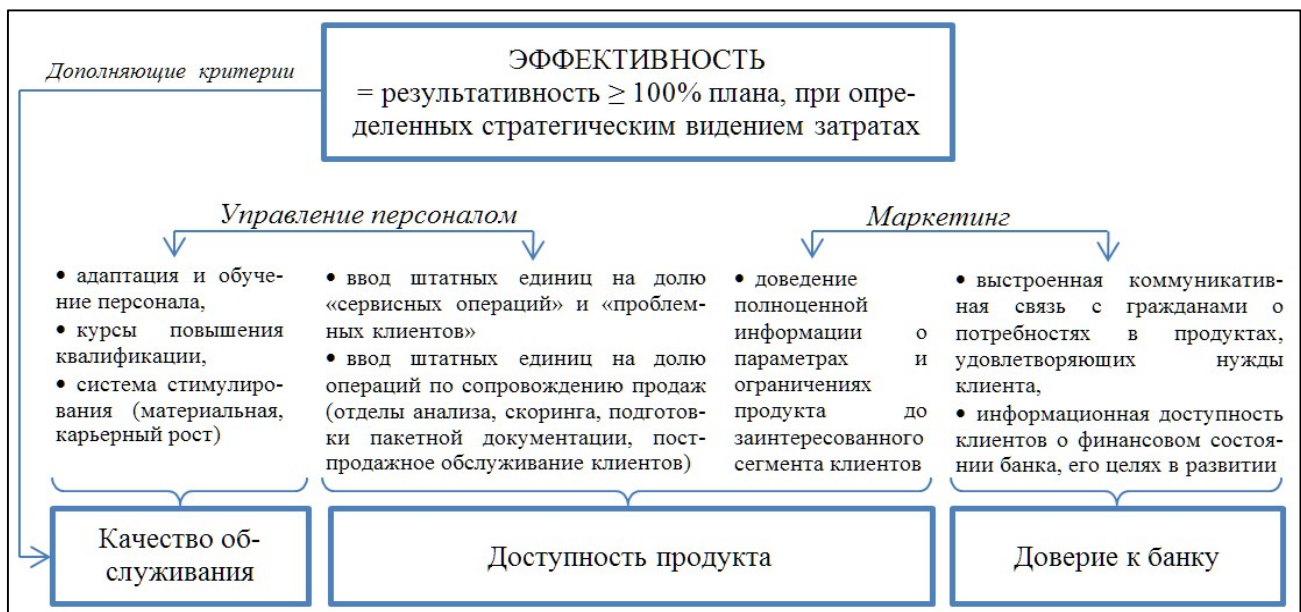 Дополняющие критерии
ЭФФЕКТИВНОСТЬ
= результативность ≥ 100% плана, при опре-
деленных стратегическим видением затратах
Управление персоналом
Маркетинг
• адаптация и обуче-
ние персонала,
• курсы повышения
квалификации,
• система стимулиро-
вания (материальная,
карьерный рост)
• ввод штатных единиц на долю
«сервисных операций» и «проблем-
ных клиентов»
• ввод штатных единиц на долю
операций по сопровождению продаж
(отделы анализа, скоринга, подготов-
ки пакетной документации, пост-
продажное обслуживание клиентов)
• доведение
полноценной
информации о
параметрах и
ограничениях
продукта до
заинтересованного
сегмента клиентов
• выстроенная коммуникатив-
ная связь с гражданами о
потребностях в продуктах,
удовлетворяющих нужды
клиента,
• информационная доступность
клиентов о финансовом состоя-
нии банка, его целях в развитии
Качество об-
служивания
Доступность продукта
Доверие к банку